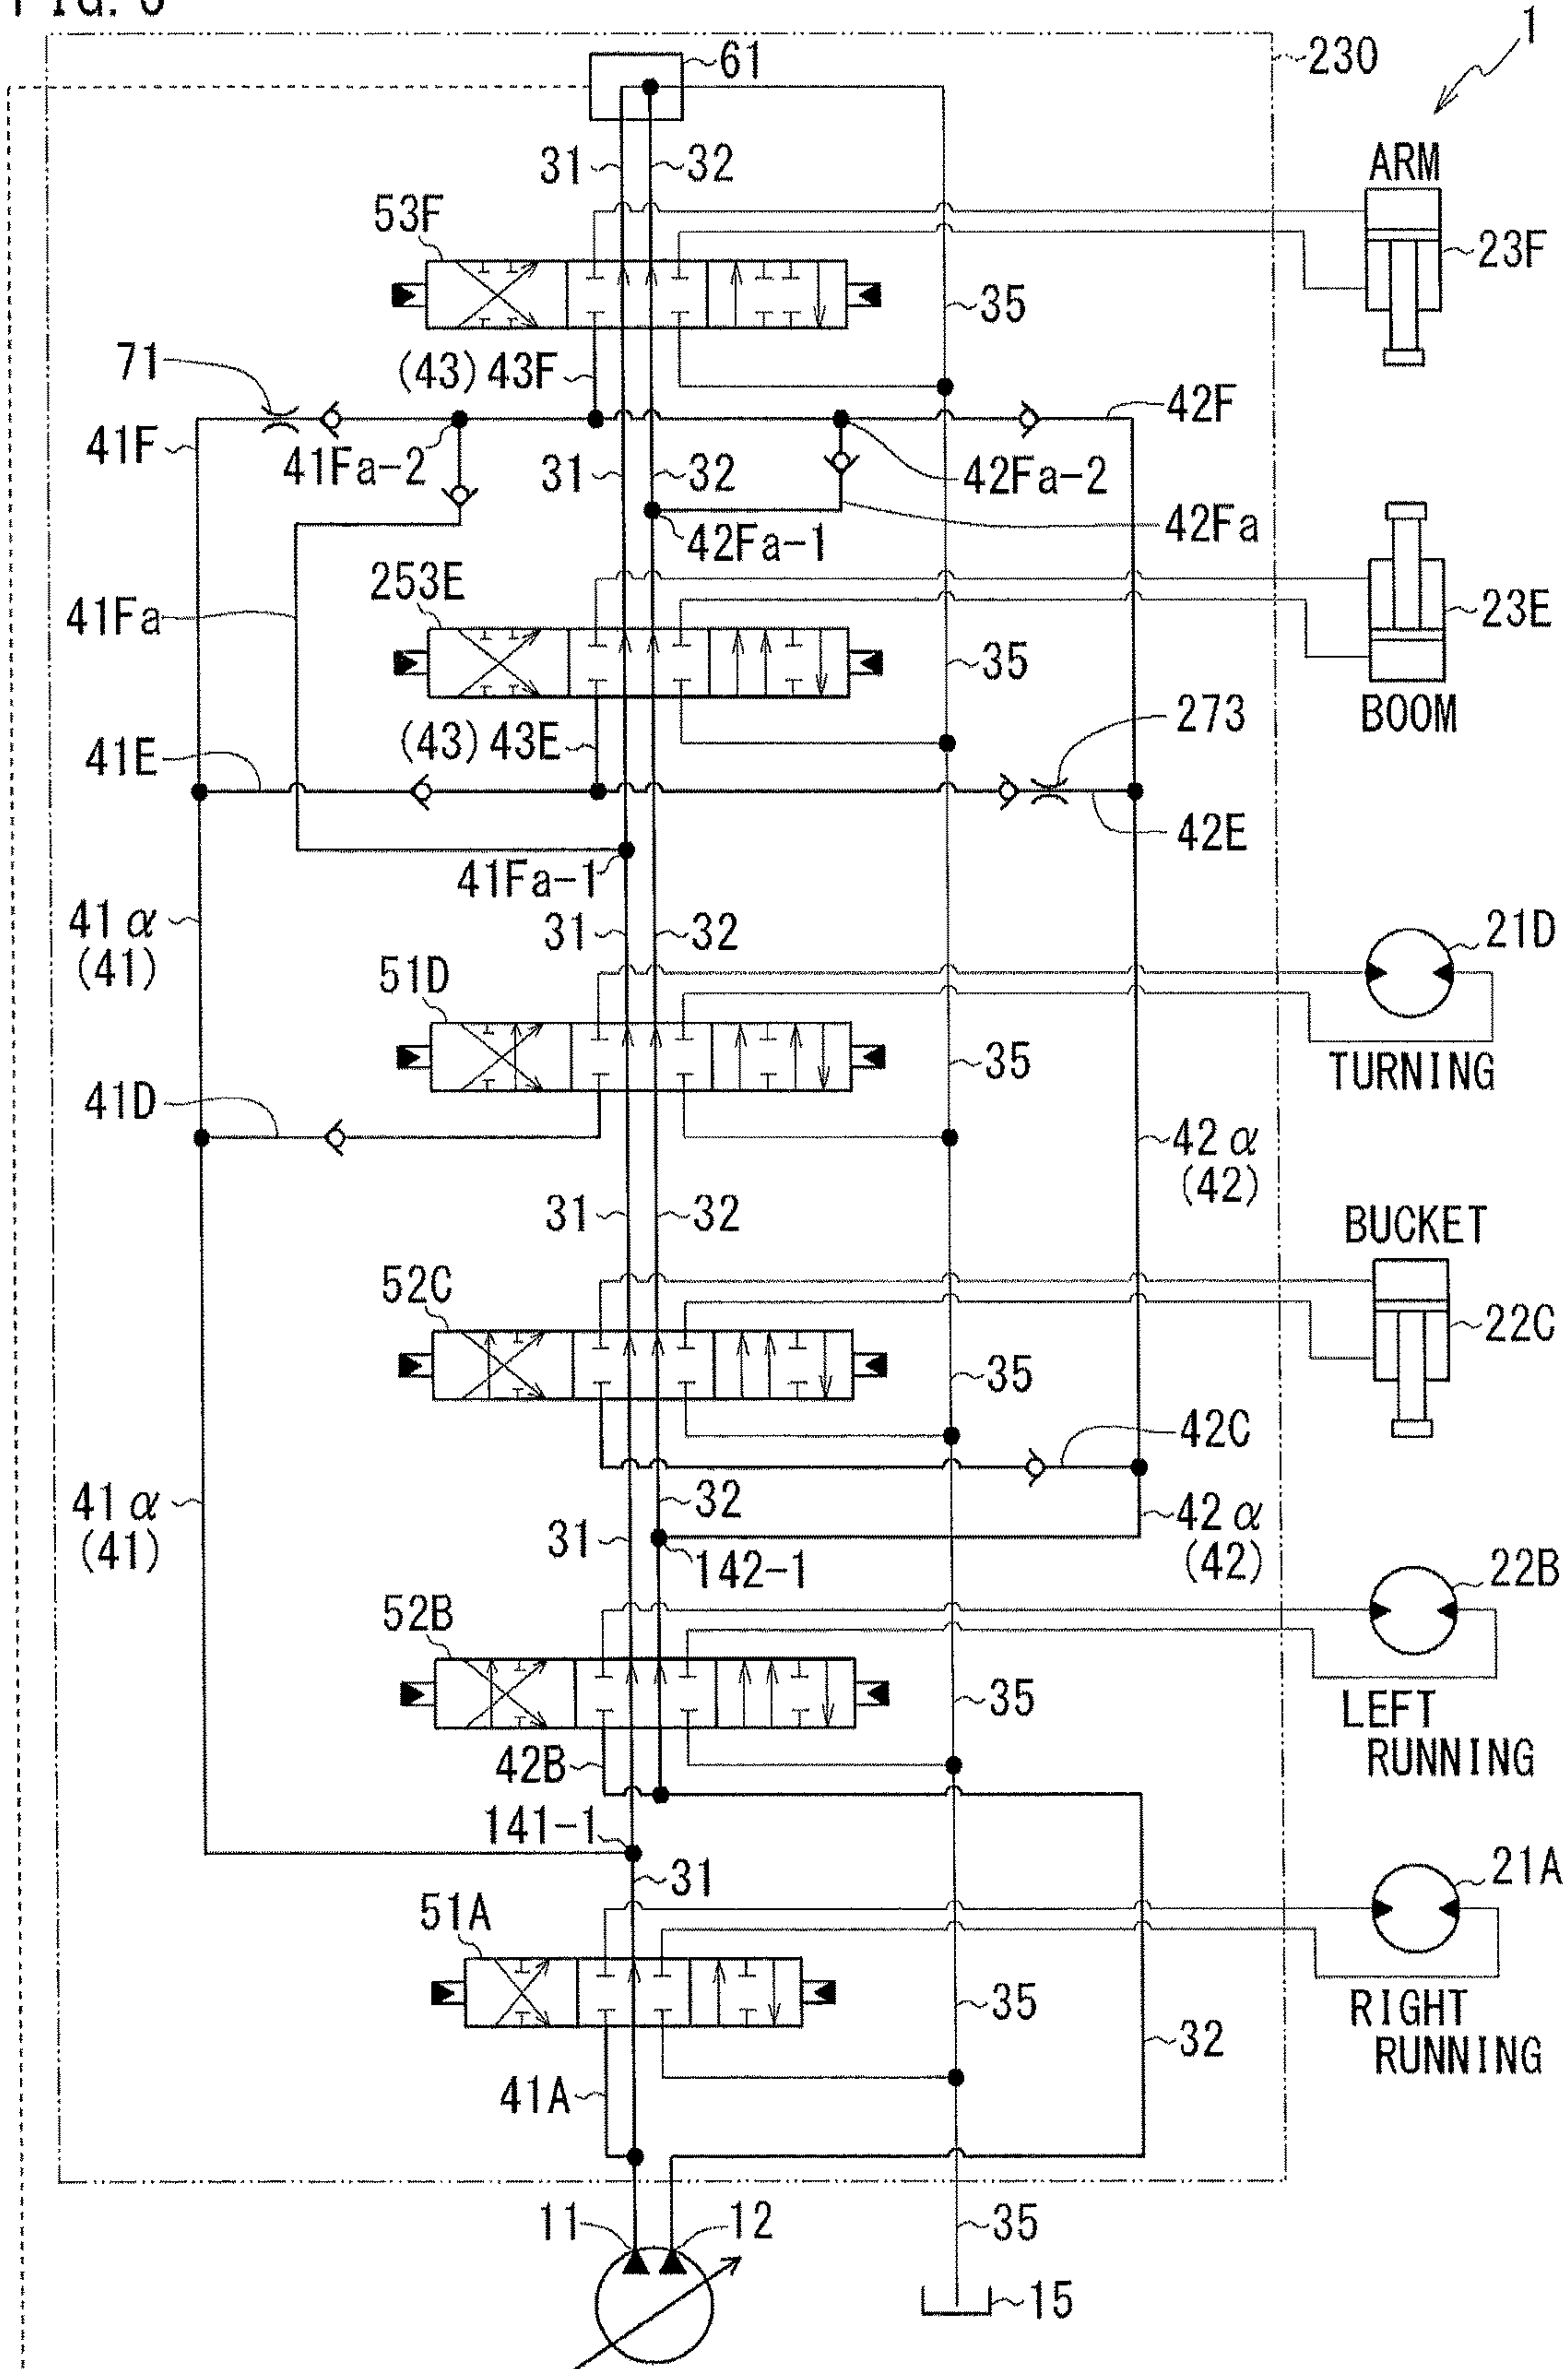 FIG. 6
1
61
230
31
32
ARM
53F
23F
35
71
(43) 43F
42F
41F
41Fa-2
31
32
42Fa-2
42Fa-1
42Fa
253E
41Fa
23E
35
BOOM
(43) 43E
273
41E
42E
41Fa-1
41α
(41)
31
32
21D
51D
35
TURNING
41D
42α
(42)
31
32
BUCKET
52C
22C
35
42C
41α
(41)
32
31
42α
(42)
142-1
22B
52B
35
LEFT
RUNNING
42B
141-1
31
21A
51A
35
RIGHT
RUNNING
32
41A
11
12
35
15